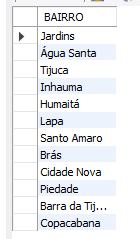 BAIRRO
Jardins
Água Santa
Tijuca
Inhauma
Humaitá
Lapa
Santo Amaro
Brás
Cidade Nova
Piedade
Barra da Tij...
Copacabana